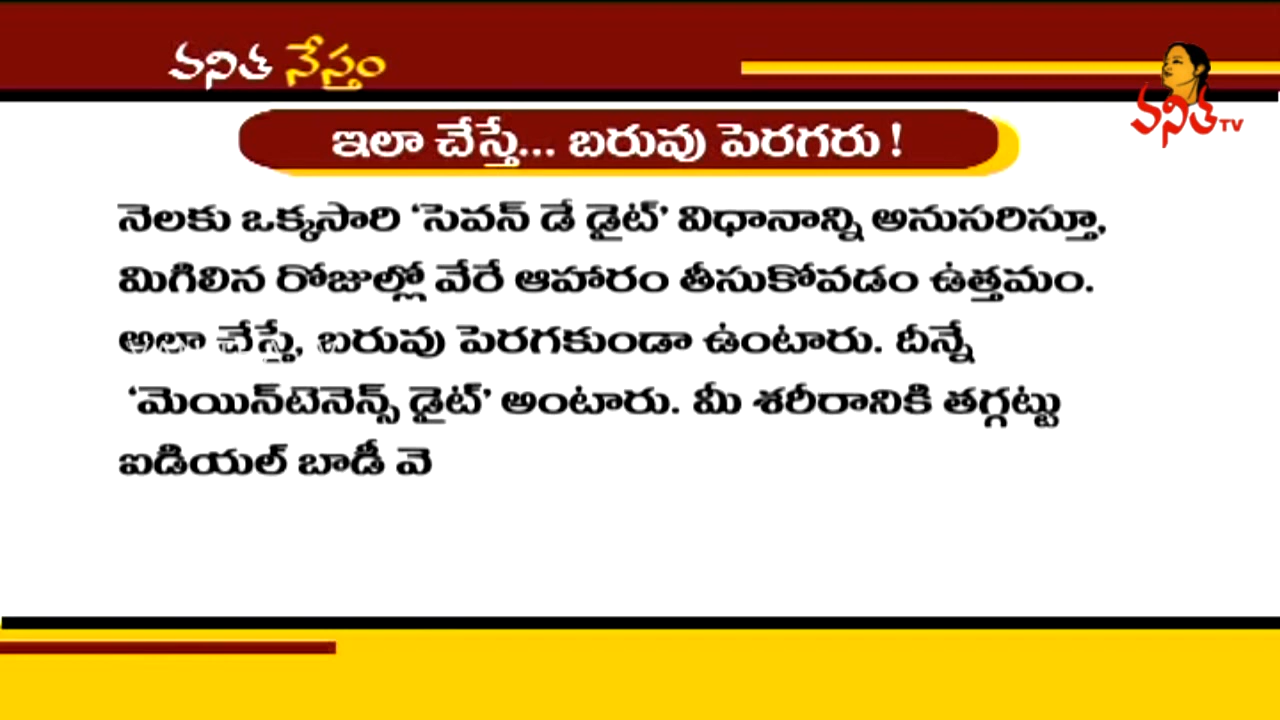 వనిత నేస్తం
వనిత TV
ఇలా చేస్తే... బరువు పెరగరు !
నెలకు ఒక్కసారి ‘సెవన్ డే డైట్’ విధానాన్ని అనుసరిస్తూ,
మిగిలిన రోజుల్లో వేరే ఆహారం తీసుకోవడం ఉత్తమం.
అలా చేస్తే, బరువు పెరగకుండా ఉంటారు. దీన్నే
‘మెయిన్‌టెనెన్స్ డైట్’ అంటారు. మీ శరీరానికి తగ్గట్టు
ఐడియల్ బాడీ వె